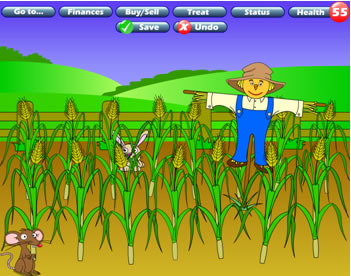 Go to... Finances Buy/Sell Treat Status Health 55
Save Undo